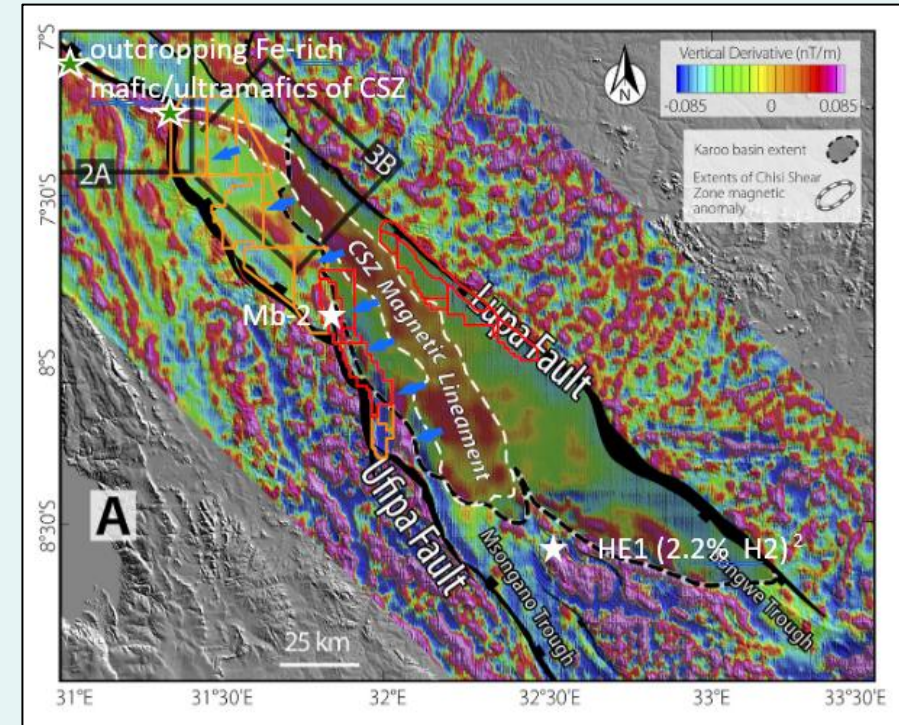 7°S
outcropping Fe-rich
mafic/ultramafics of CSZ
Vertical Derivative (nT/m)
-0.085 0 0.085
N
Karoo basin extent
Extents of Chisi Shear
Zone magnetic
anomaly
2A
3B
7°30'S
CSZ Magnetic Lineament
Lupa Fault
Mb-2
8°S
A
Ufipa Fault
8°30'S
HE1 (2.2% H2)²
Msongano Trough
Trough
25 km
31°E 31°30'E 32°E 32°30'E 33°E 33°30'E